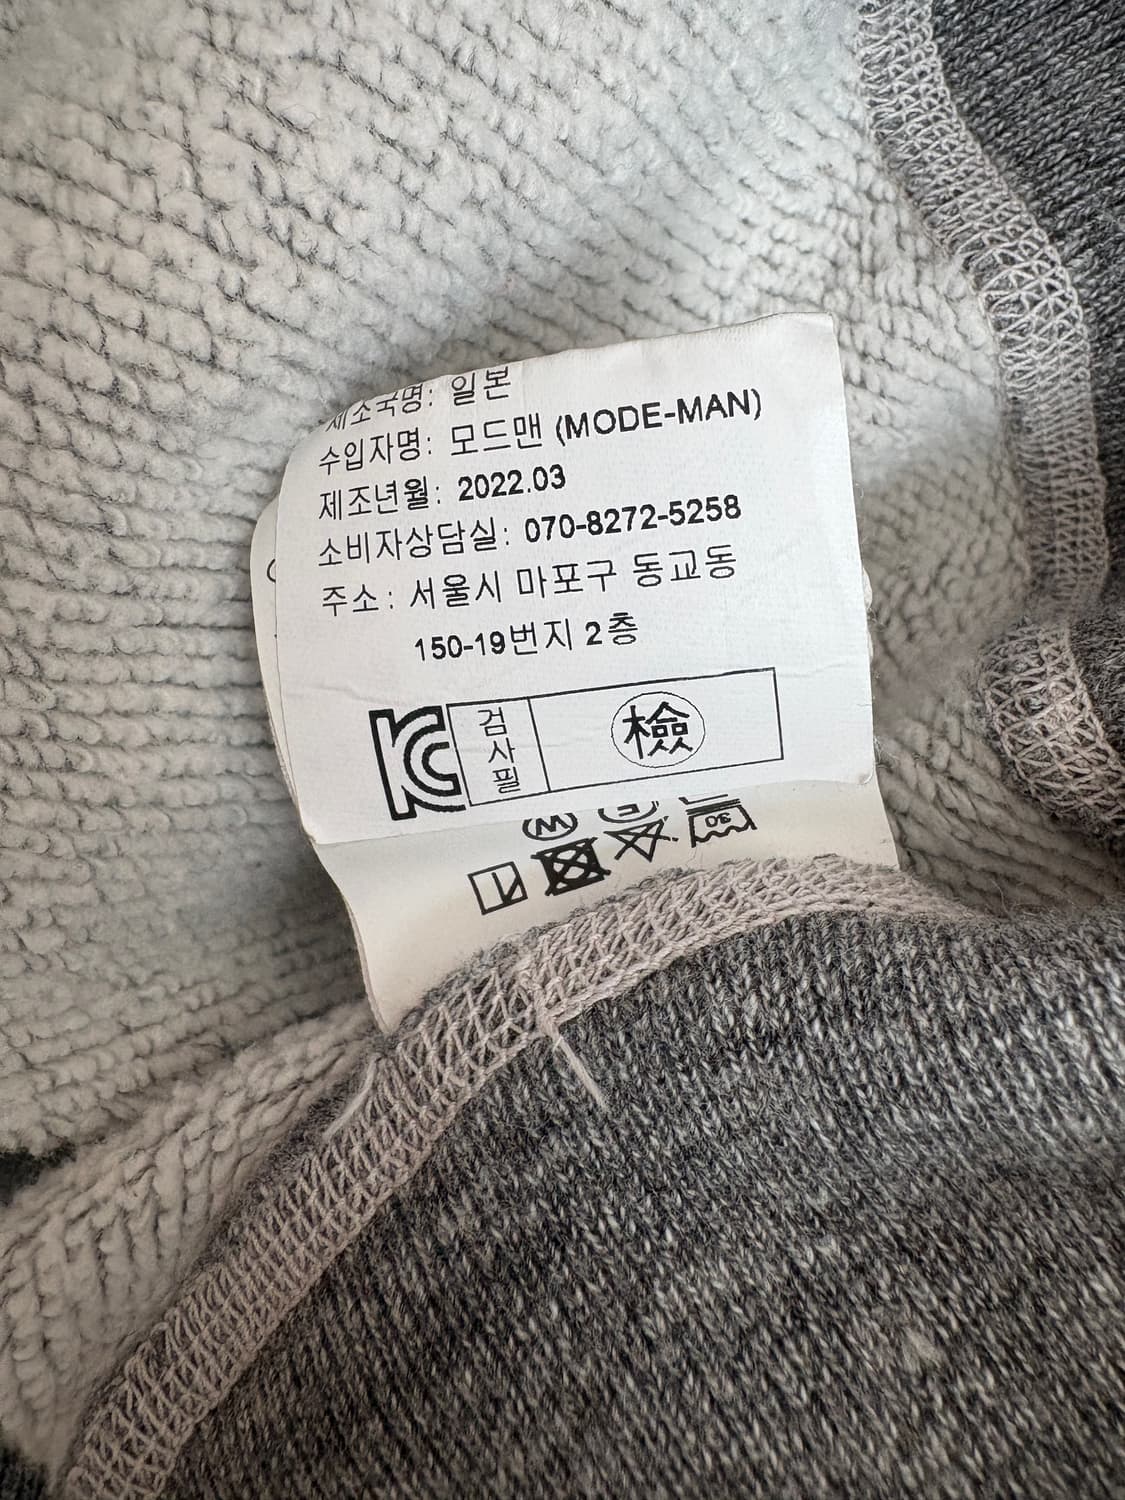 제조국명: 일본
수입자명: 모드맨 (MODE-MAN)
제조년월: 2022.03
소비자상담실: 070-8272-5258
주소: 서울시 마포구 동교동
150-19번지 2층
KC 검사필 檢
W F 30